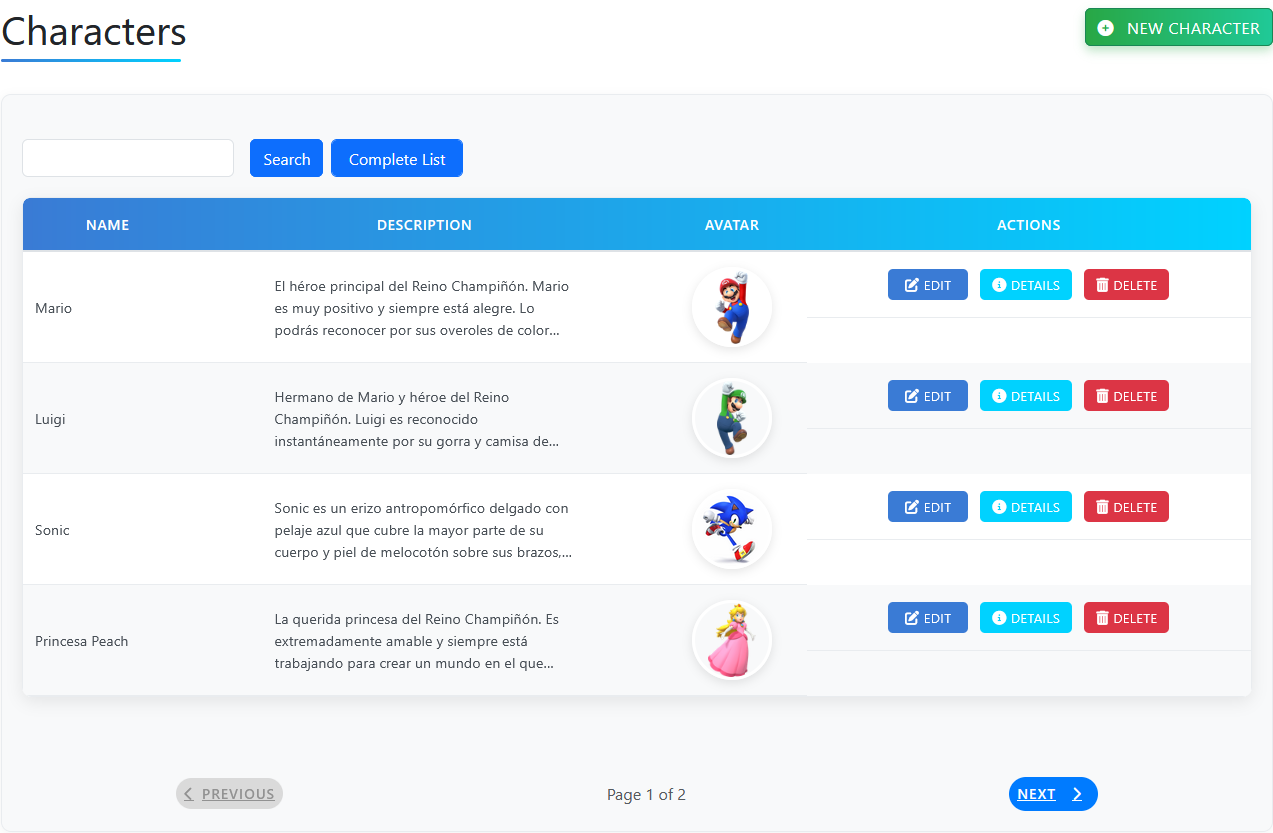 Characters
NEW CHARACTER
Search
Complete List
NAME
DESCRIPTION
AVATAR
ACTIONS
Mario
El héroe principal del Reino Champiñón. Mario
es muy positivo y siempre está alegre. Lo
podrás reconocer por sus overoles de color...
EDIT
DETAILS
DELETE
Luigi
Hermano de Mario y héroe del Reino
Champiñón. Luigi es reconocido
instantáneamente por su gorra y camisa de...
EDIT
DETAILS
DELETE
Sonic
Sonic es un erizo antropomórfico delgado con
pelaje azul que cubre la mayor parte de su
cuerpo y piel de melocotón sobre sus brazos,...
EDIT
DETAILS
DELETE
Princesa Peach
La querida princesa del Reino Champiñón. Es
extremadamente amable y siempre está
trabajando para crear un mundo en el que...
EDIT
DETAILS
DELETE
PREVIOUS
Page 1 of 2
NEXT